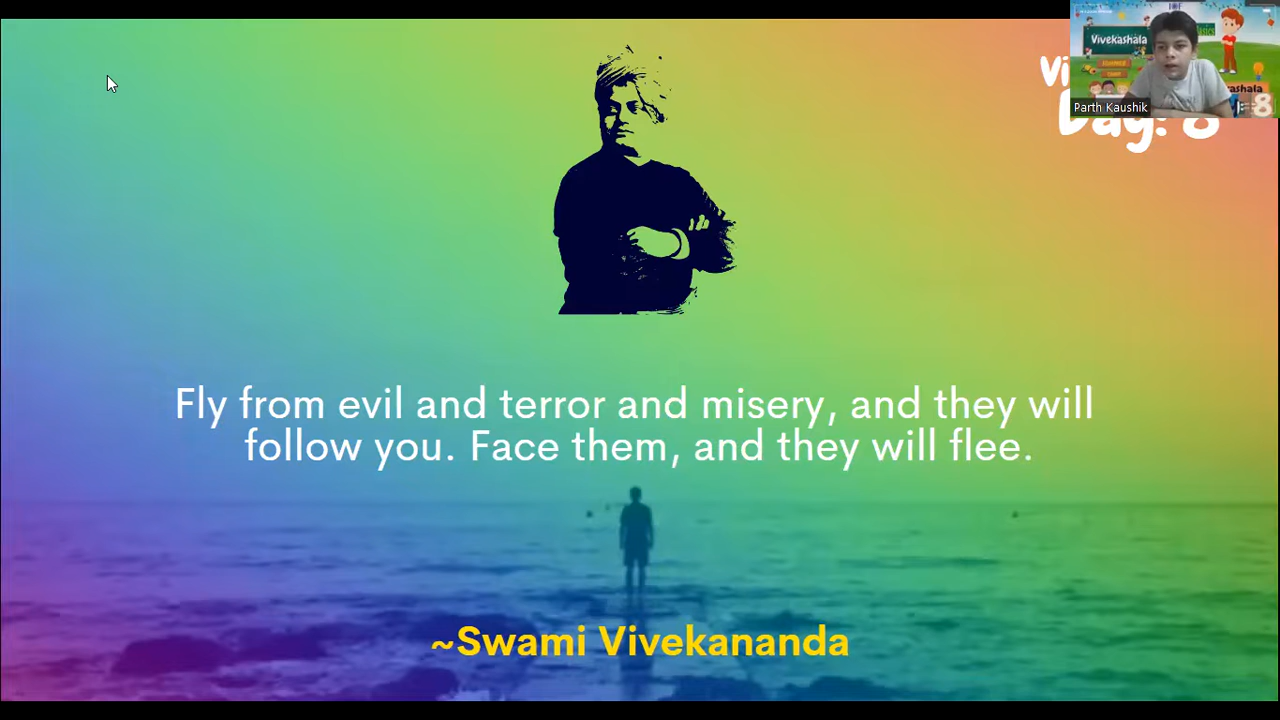 Vivekashala
Parth Kaushik
Day: 8
Fly from evil and terror and misery, and they will
follow you. Face them, and they will flee.
~Swami Vivekananda